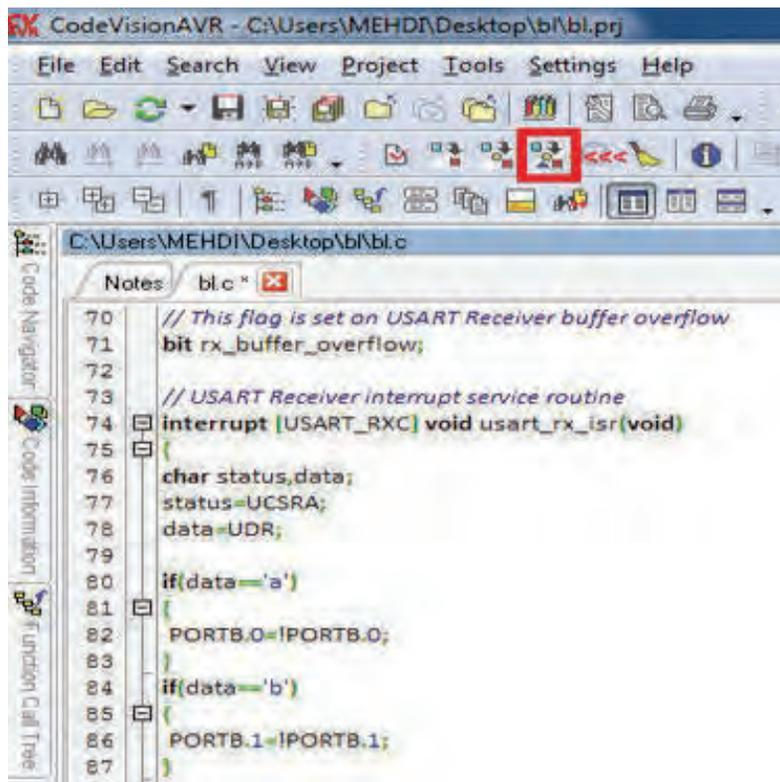 CodeVisionAVR - C:\Users\MEHDI\Desktop\bl\bl.prj
File Edit Search View Project Tools Settings Help
C:\Users\MEHDI\Desktop\bl\bl.c
Notes bl.c *
Code Navigator
Code Information
Function Call Tree
70 // This flag is set on USART Receiver buffer overflow
71 bit rx_buffer_overflow;
72
73 // USART Receiver interrupt service routine
74 interrupt [USART_RXC] void usart_rx_isr(void)
75 {
76 char status,data;
77 status=UCSRA;
78 data=UDR;
79
80 if(data=='a')
81 {
82 PORTB.0=!PORTB.0;
83 }
84 if(data=='b')
85 {
86 PORTB.1=!PORTB.1;
87 }